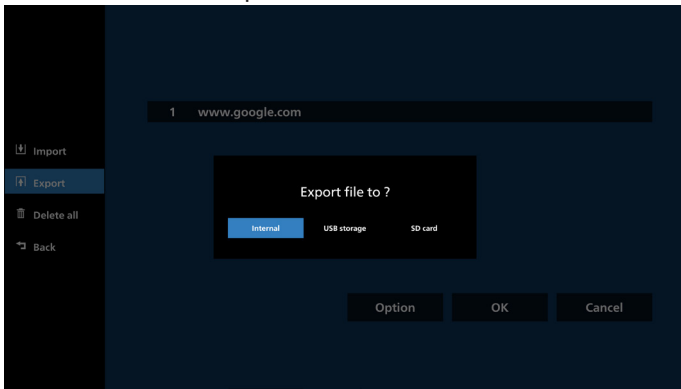 1 www.google.com
Import
Export
Delete all
Back
Export file to ?
Internal USB storage SD card
Option OK Cancel